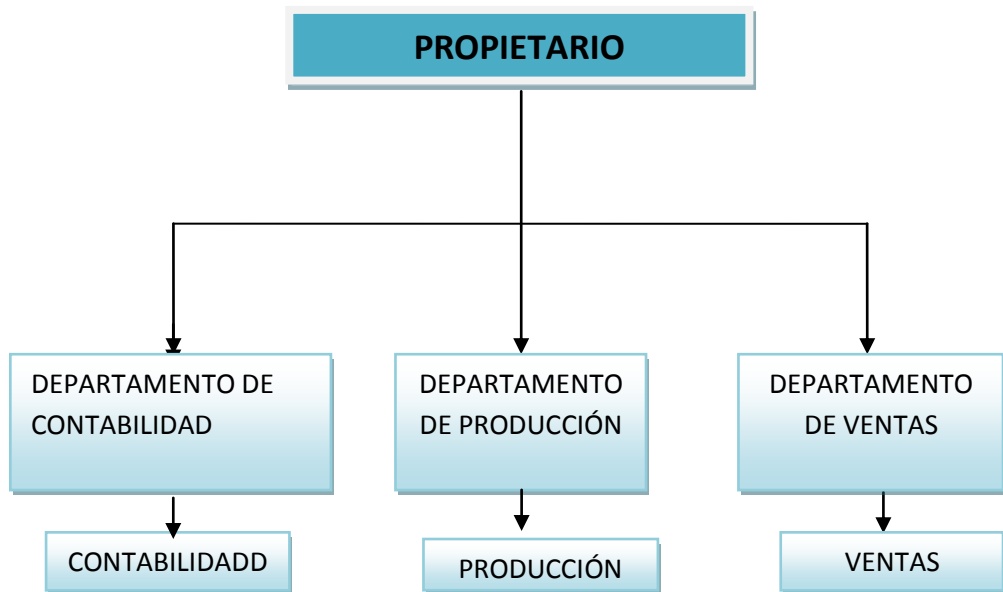 PROPIETARIO
DEPARTAMENTO DE
CONTABILIDAD
DEPARTAMENTO
DE PRODUCCIÓN
DEPARTAMENTO
DE VENTAS
CONTABILIDADD
PRODUCCIÓN
VENTAS